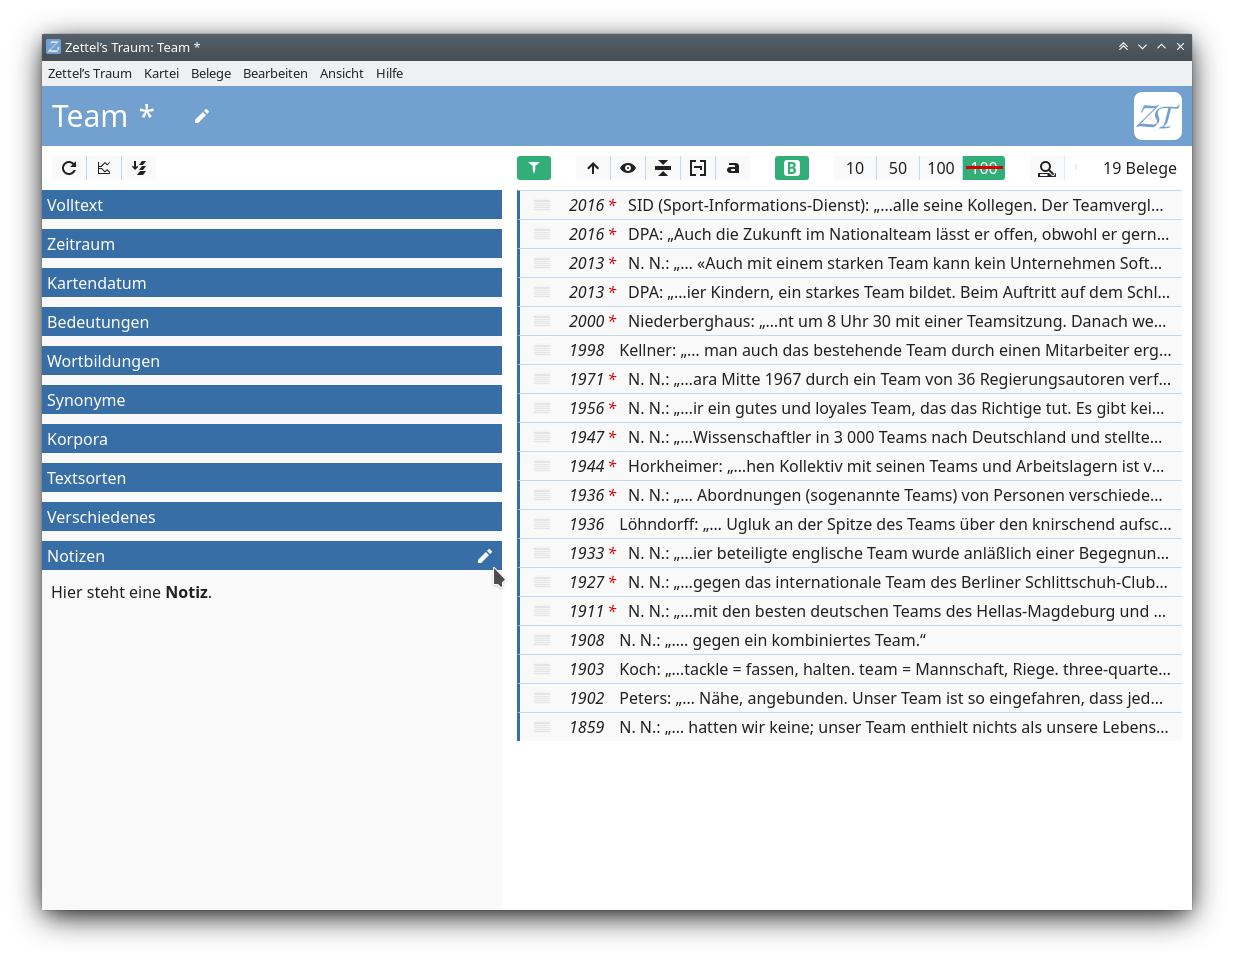 Zettel’s Traum: Team *
Zettel’s Traum Kartei Belege Bearbeiten Ansicht Hilfe
Team *
ZT
B 10 50 100 100 19 Belege
a
Volltext
Zeitraum
Kartendatum
Bedeutungen
Wortbildungen
Synonyme
Korpora
Textsorten
Verschiedenes
Notizen
Hier steht eine Notiz.
2016 * SID (Sport-Informations-Dienst): „…alle seine Kollegen. Der Teamvergl…
2016 * DPA: „Auch die Zukunft im Nationalteam lässt er offen, obwohl er gern…
2013 * N. N.: „… «Auch mit einem starken Team kann kein Unternehmen Soft…
2013 * DPA: „…ier Kindern, ein starkes Team bildet. Beim Auftritt auf dem Schl…
2000 * Niederberghaus: „…nt um 8 Uhr 30 mit einer Teamsitzung. Danach we…
1998 Kellner: „… man auch das bestehende Team durch einen Mitarbeiter erg…
1971 * N. N.: „…ara Mitte 1967 durch ein Team von 36 Regierungsautoren verf…
1956 * N. N.: „…ir ein gutes und loyales Team, das das Richtige tut. Es gibt kei…
1947 * N. N.: „…Wissenschaftler in 3 000 Teams nach Deutschland und stellte…
1944 * Horkheimer: „…hen Kollektiv mit seinen Teams und Arbeitslagern ist v…
1936 * N. N.: „… Abordnungen (sogenannte Teams) von Personen verschiede…
1936 Löhndorff: „… Ugluk an der Spitze des Teams über den knirschend aufsc…
1933 * N. N.: „…ier beteiligte englische Team wurde anläßlich einer Begegnun…
1927 * N. N.: „…gegen das internationale Team des Berliner Schlittschuh-Club…
1911 * N. N.: „…mit den besten deutschen Teams des Hellas-Magdeburg und …
1908 N. N.: „…. gegen ein kombiniertes Team.“
1903 Koch: „…tackle = fassen, halten. team = Mannschaft, Riege. three-quarte…
1902 Peters: „… Nähe, angebunden. Unser Team ist so eingefahren, dass jed…
1859 N. N.: „… hatten wir keine; unser Team enthielt nichts als unsere Lebens…